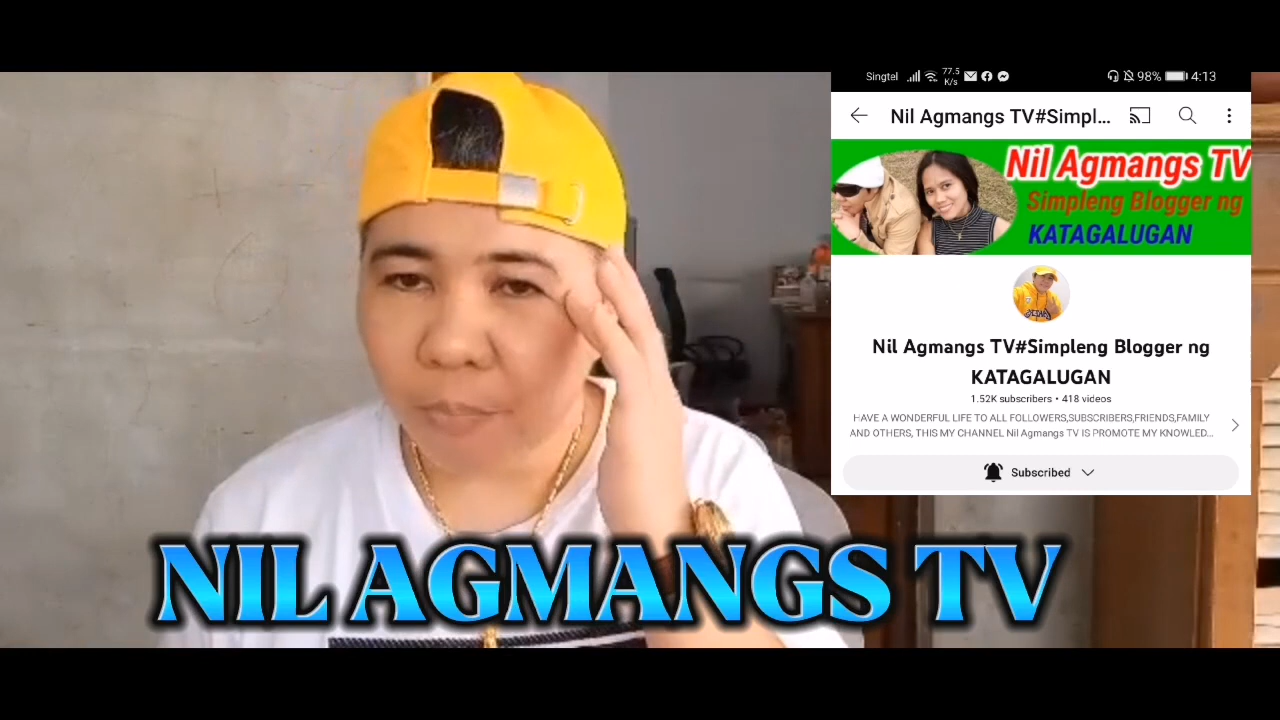 Singtel 77.5 K/s 98% 4:13
Nil Agmangs TV#Simpl...
Nil Agmangs TV
Simpleng Blogger ng
KATAGALUGAN
Nil Agmangs TV#Simpleng Blogger ng
KATAGALUGAN
1.52K subscribers • 418 videos
HAVE A WONDERFUL LIFE TO ALL FOLLOWERS,SUBSCRIBERS,FRIENDS,FAMILY
AND OTHERS, THIS MY CHANNEL Nil Agmangs TV IS PROMOTE MY KNOWLED...
Subscribed
NIL AGMANGS TV